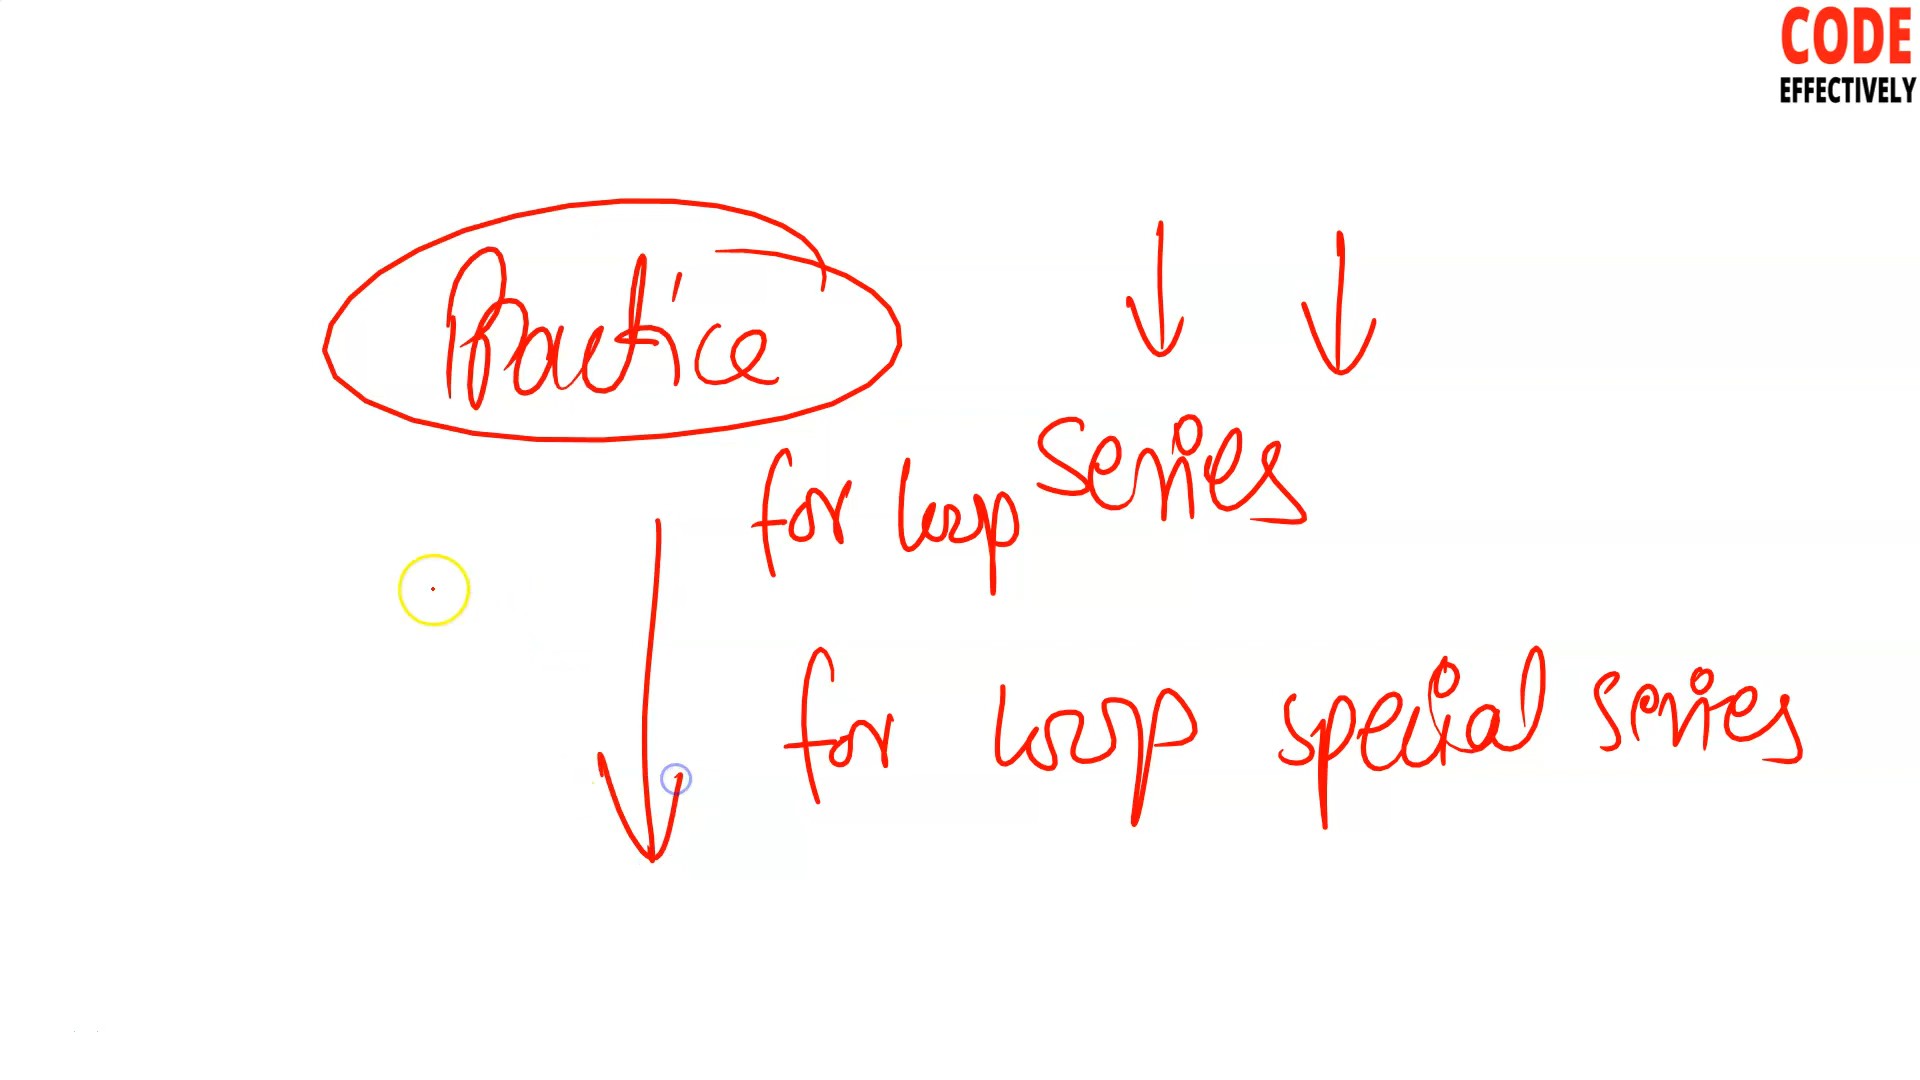 CODE
EFFECTIVELY
Practice
for loop series
for loop special series